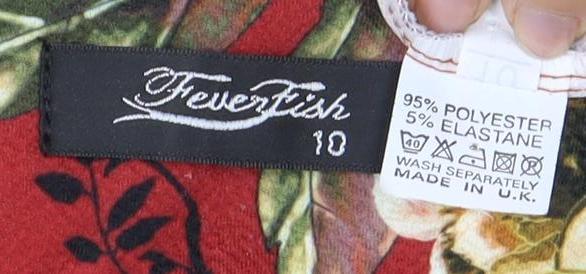 FeverFish
10
95% POLYESTER
5% ELASTANE
40
WASH SEPARATELY
MADE IN U.K.